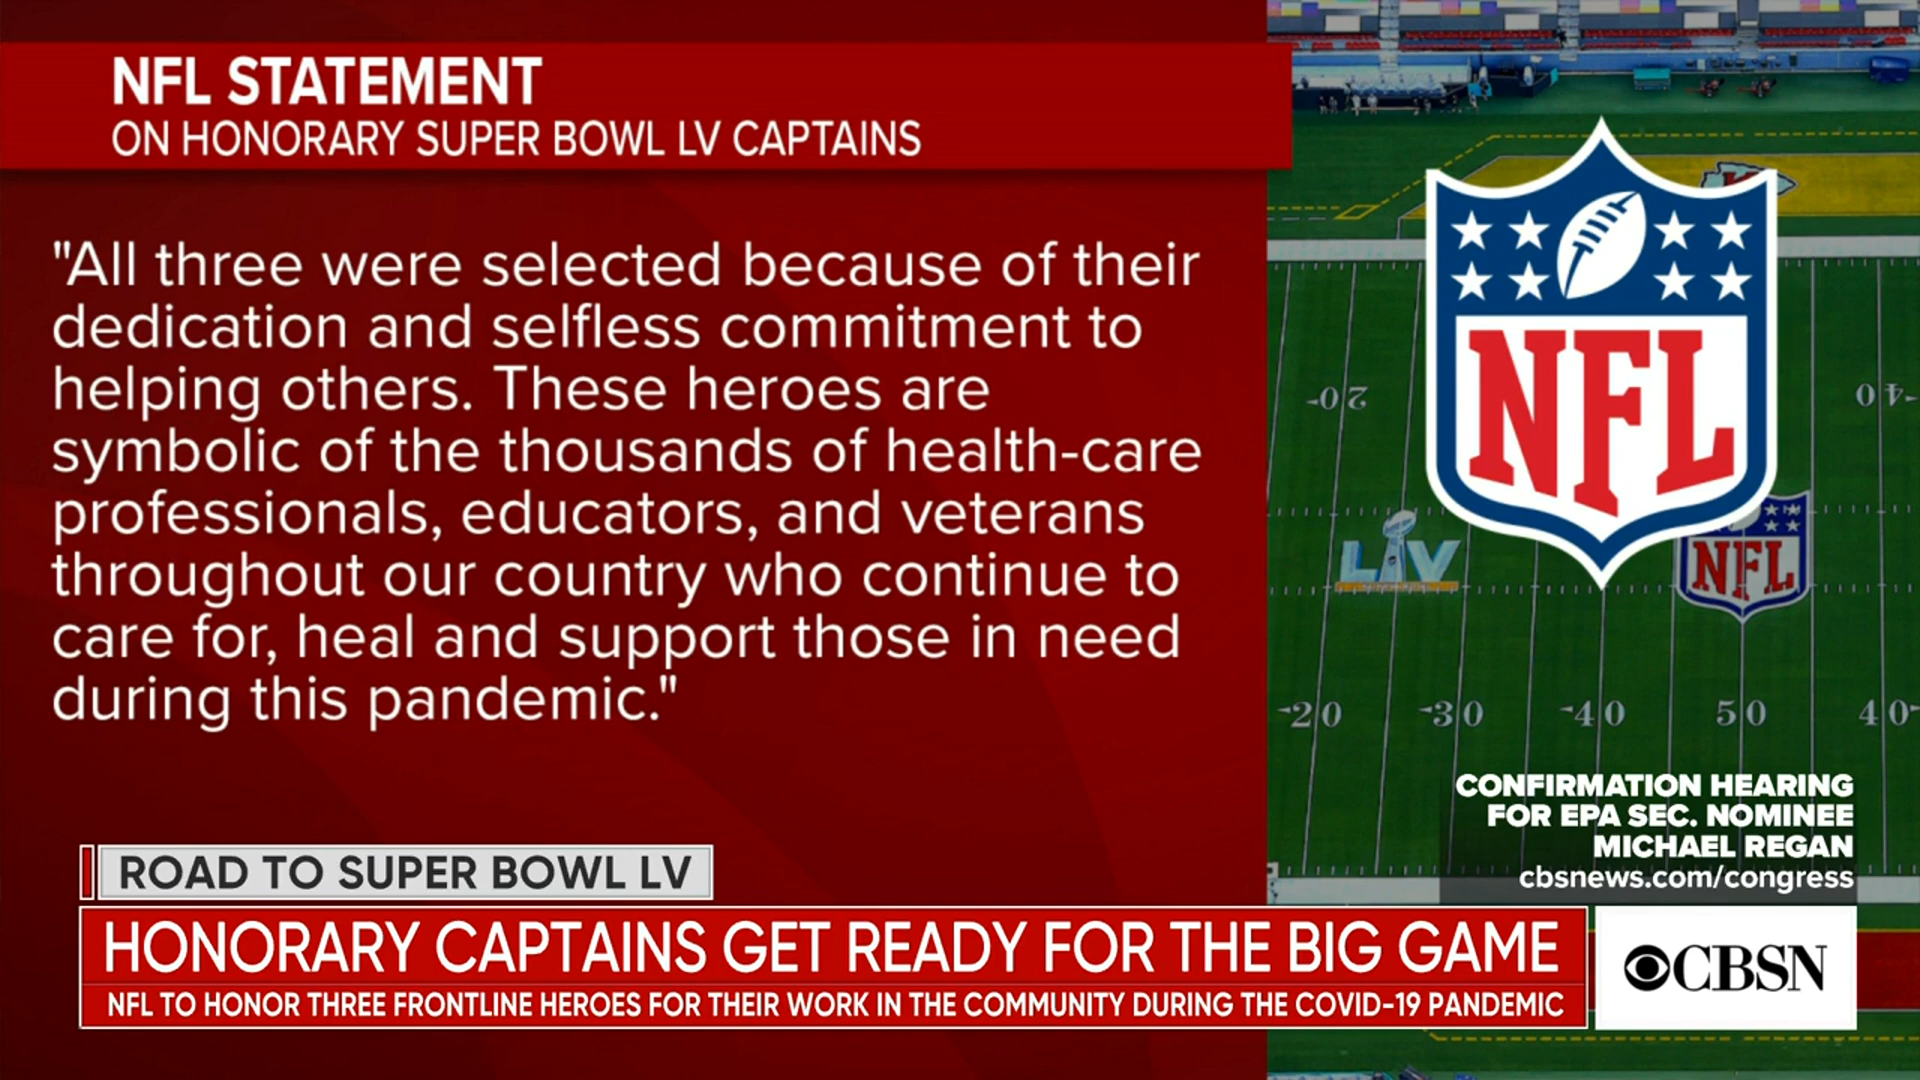 NFL STATEMENT
ON HONORARY SUPER BOWL LV CAPTAINS
"All three were selected because of their
dedication and selfless commitment to
helping others. These heroes are
symbolic of the thousands of health-care
professionals, educators, and veterans
throughout our country who continue to
care for, heal and support those in need
during this pandemic."
NFL
20
40
LV
NFL
20
30
40
50
40
CONFIRMATION HEARING
FOR EPA SEC. NOMINEE
MICHAEL REGAN
cbsnews.com/congress
ROAD TO SUPER BOWL LV
HONORARY CAPTAINS GET READY FOR THE BIG GAME
NFL TO HONOR THREE FRONTLINE HEROES FOR THEIR WORK IN THE COMMUNITY DURING THE COVID-19 PANDEMIC
CBSN